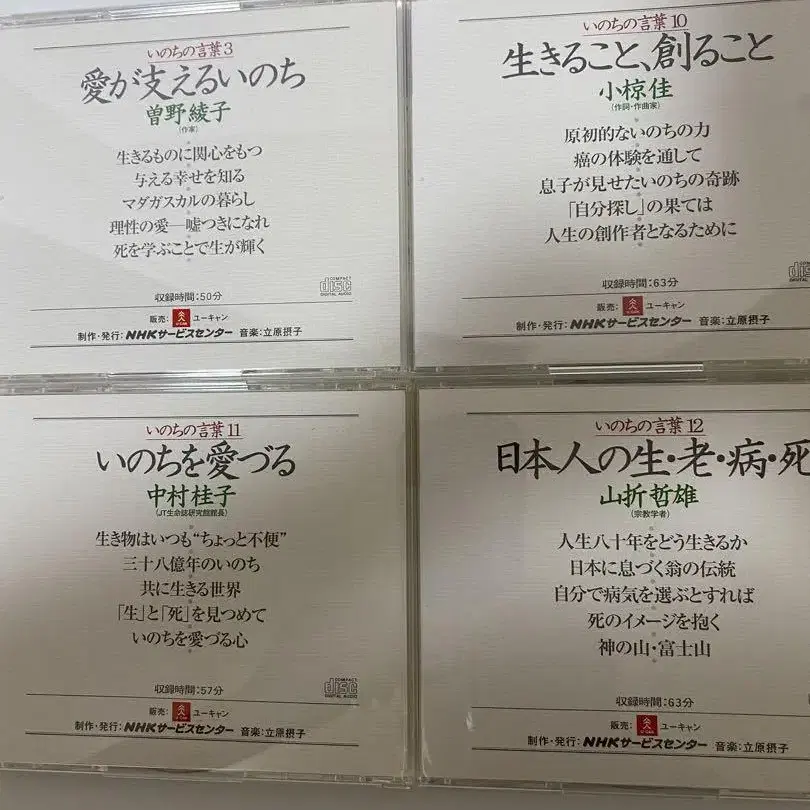 いのちの言葉3
愛が支えるいのち
曽野綾子
(作家)
生きるものに関心をもつ
与える幸せを知る
マダガスカルの暮らし
理性の愛―嘘つきになれ
死を学ぶことで生が輝く
COMPACT
disc
DIGITAL AUDIO
収録時間:50分
販売: U-CAN ユーキャン
制作・発行:NHKサービスセンター 音楽:立原摂子
いのちの言葉10
生きること、創ること
小椋佳
(作詞・作曲家)
原初的ないのちの力
癌の体験を通して
息子が見せたいのちの奇跡
「自分探し」の果ては
人生の創作者となるために
disc
収録時間:63分
販売: ユーキャン
制作・発行:NHKサービスセンター 音楽:立原摂子
いのちの言葉11
いのちを愛づる
中村桂子
(JT生命誌研究館館長)
生き物はいつも“ちょっと不便”
三十八億年のいのち
共に生きる世界
「生」と「死」を見つめて
いのちを愛づる心
COMPACT
disc
DIGITAL AUDIO
収録時間:57分
販売: U-CAN ユーキャン
制作・発行:NHKサービスセンター 音楽:立原摂子
いのちの言葉12
日本人の生・老・病・死
山折哲雄
(宗教学者)
人生八十年をどう生きるか
日本に息づく翁の伝統
自分で病気を選ぶとすれば
死のイメージを抱く
神の山・富士山
収録時間:63分
販売: U-CAN ユーキャン
制作・発行:NHKサービスセンター 音楽:立原摂子